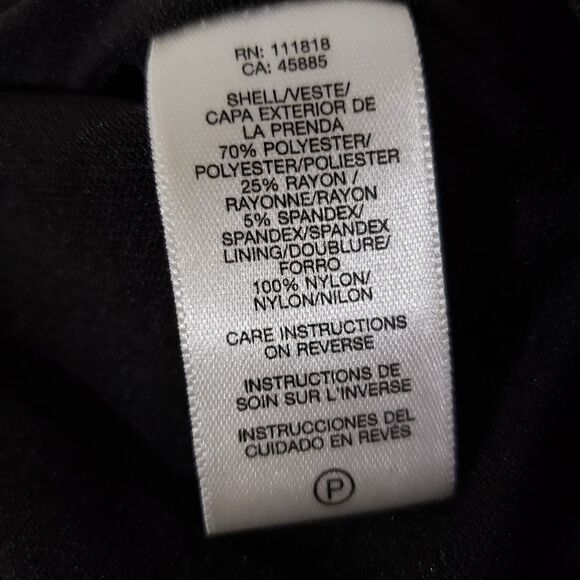 RN: 111818
CA: 45885
SHELL/VESTE/
CAPA EXTERIOR DE
LA PRENDA
70% POLYESTER/
POLYESTER/POLIESTER
25% RAYON /
RAYONNE/RAYON
5% SPANDEX/
SPANDEX/SPANDEX
LINING/DOUBLURE/
FORRO
100% NYLON/
NYLON/NILON
CARE INSTRUCTIONS
ON REVERSE
INSTRUCTIONS DE
SOIN SUR L'INVERSE
INSTRUCCIONES DEL
CUIDADO EN REVÉS
P